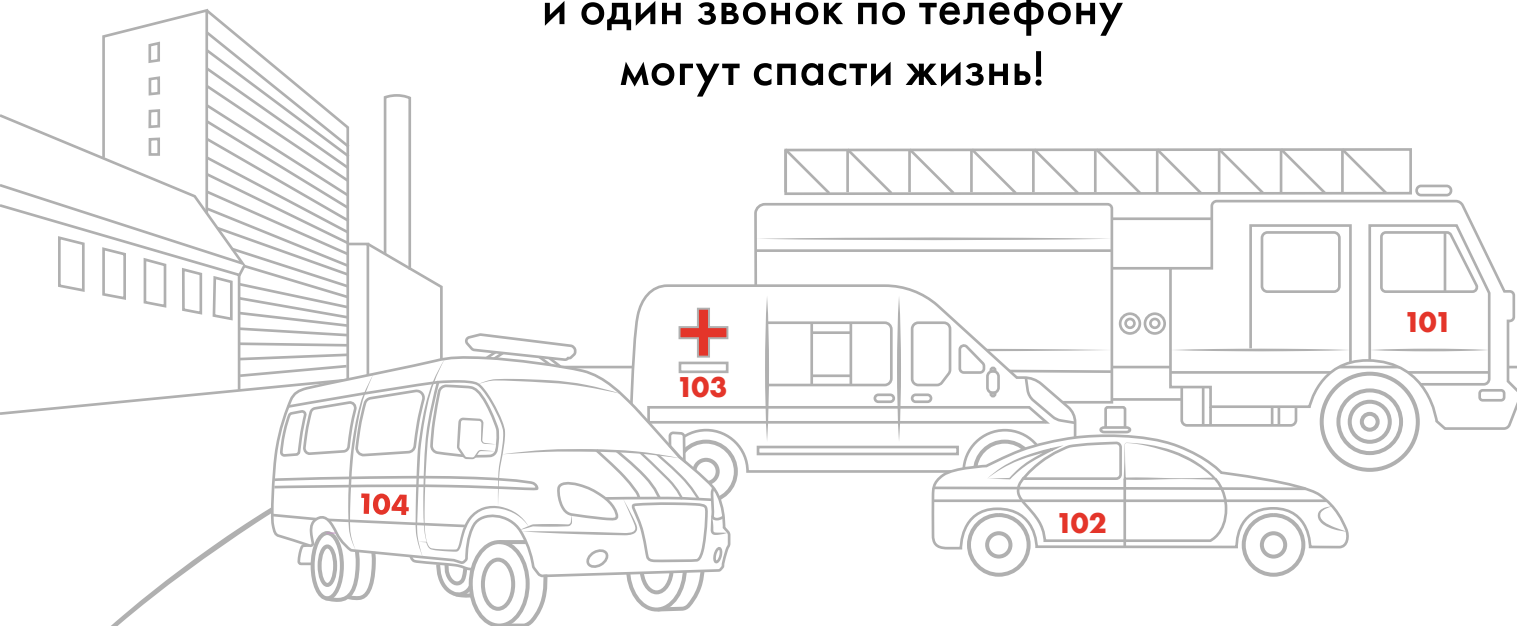 и один звонок по телефону
могут спасти жизнь!
101
103
104
102